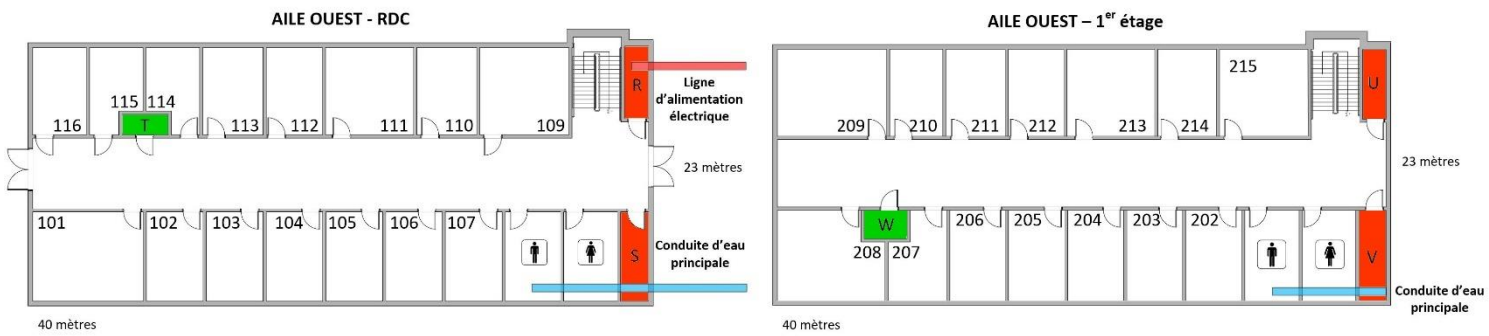 AILE OUEST - RDC
AILE OUEST – 1er étage
R
Ligne
d'alimentation
électrique
115 114
T
116
113
112
111
110
109
23 mètres
101
102
103
104
105
106
107
S
Conduite d'eau
principale
40 mètres
215
U
209
210
211
212
213
214
23 mètres
W
208
207
206
205
204
203
202
V
Conduite d'eau
principale
40 mètres